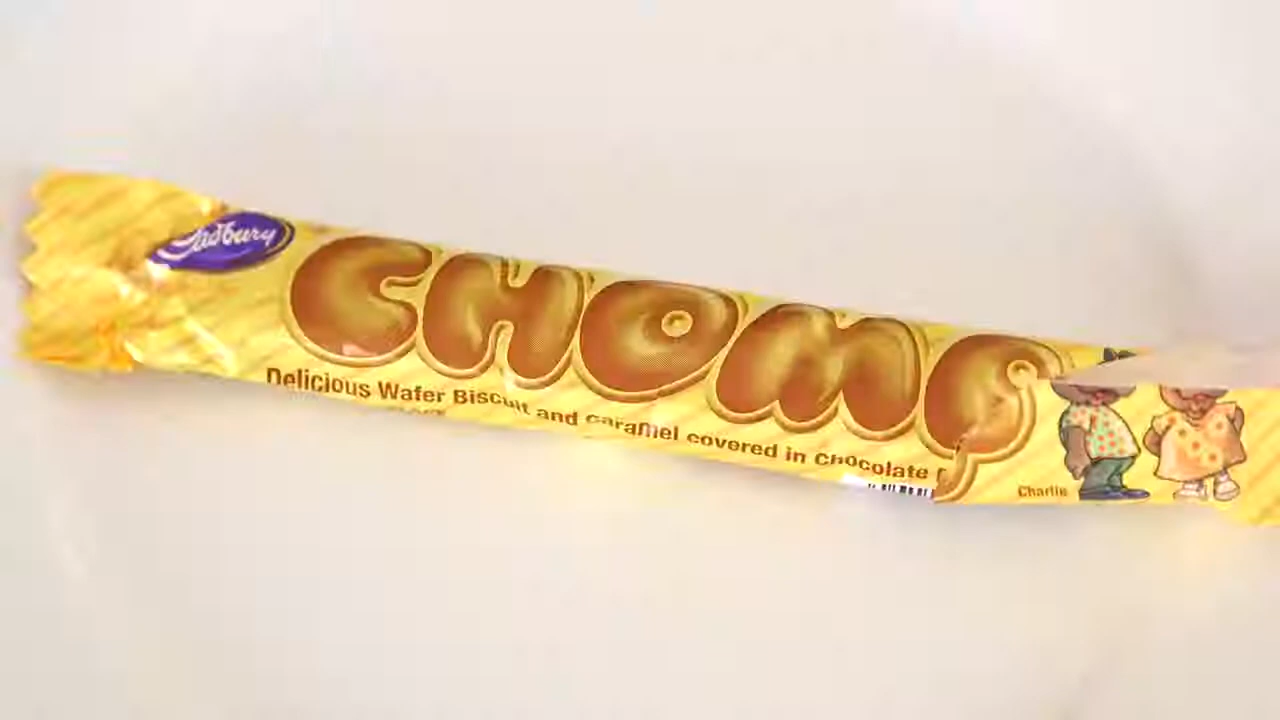 Cadbury
CHOMP
Delicious Wafer Biscuit and caramel covered in Chocolate
Charlie